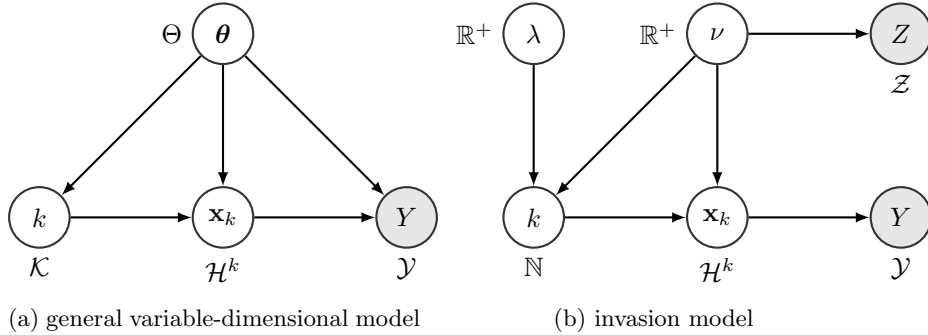 Θ θ ℝ⁺ λ ℝ⁺ ν Z
𝒵
k x_k Y k x_k Y
𝒦 ℋ^k 𝒴 ℕ ℋ^k 𝒴
(a) general variable-dimensional model (b) invasion model